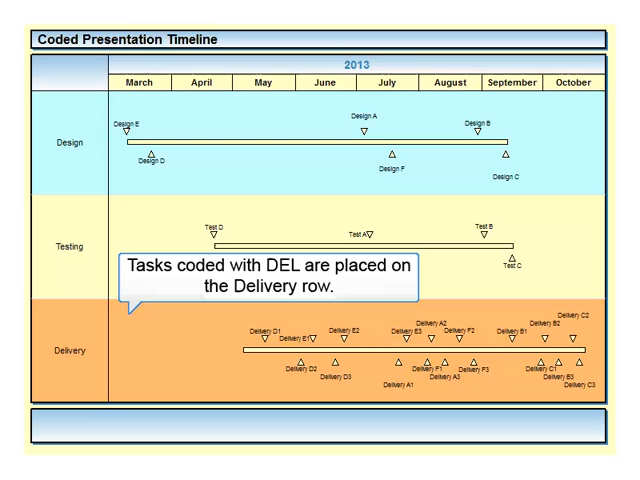 Coded Presentation Timeline
2013
March April May June July August September October
Design
Design E Design A Design B
Design D Design F Design C
Testing
Test D Test A Test B
Test C
Tasks coded with DEL are placed on
the Delivery row.
Delivery
Delivery C2
Delivery A2 Delivery B2
Delivery D1 Delivery E2 Delivery E3 Delivery F2 Delivery B1
Delivery E1
Delivery D2 Delivery F1 Delivery F3 Delivery C1
Delivery D3 Delivery A3 Delivery B3
Delivery A1 Delivery C3